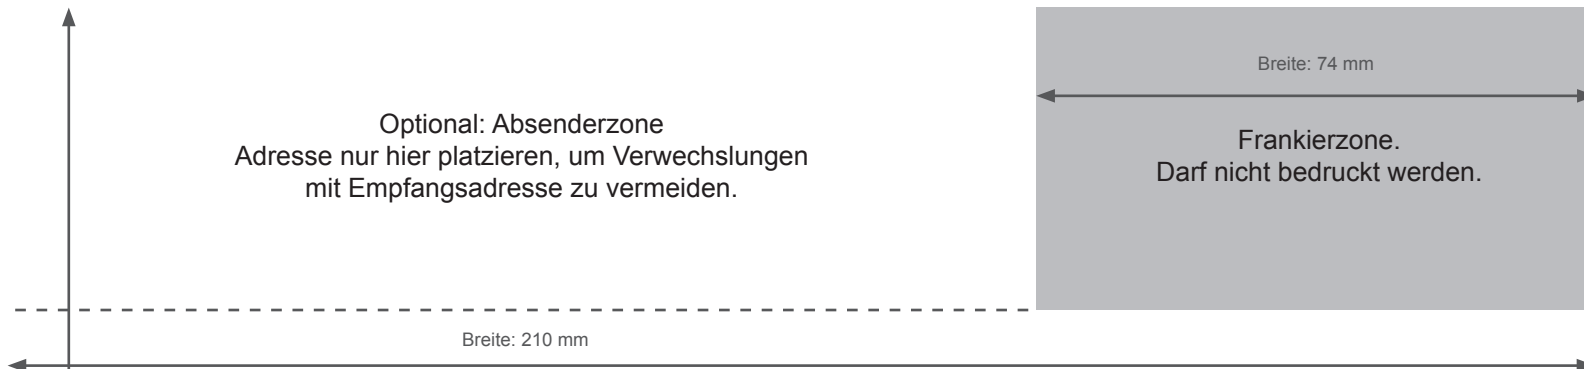 Breite: 74 mm
Optional: Absenderzone
Adresse nur hier platzieren, um Verwechslungen
mit Empfangsadresse zu vermeiden.
Frankierzone.
Darf nicht bedruckt werden.
Breite: 210 mm